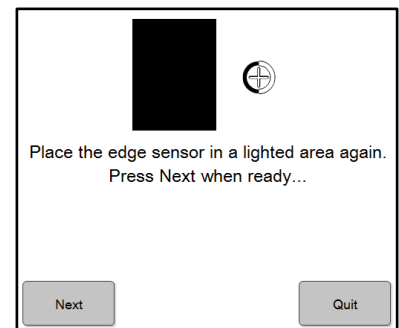 Place the edge sensor in a lighted area again.
Press Next when ready...
Next
Quit